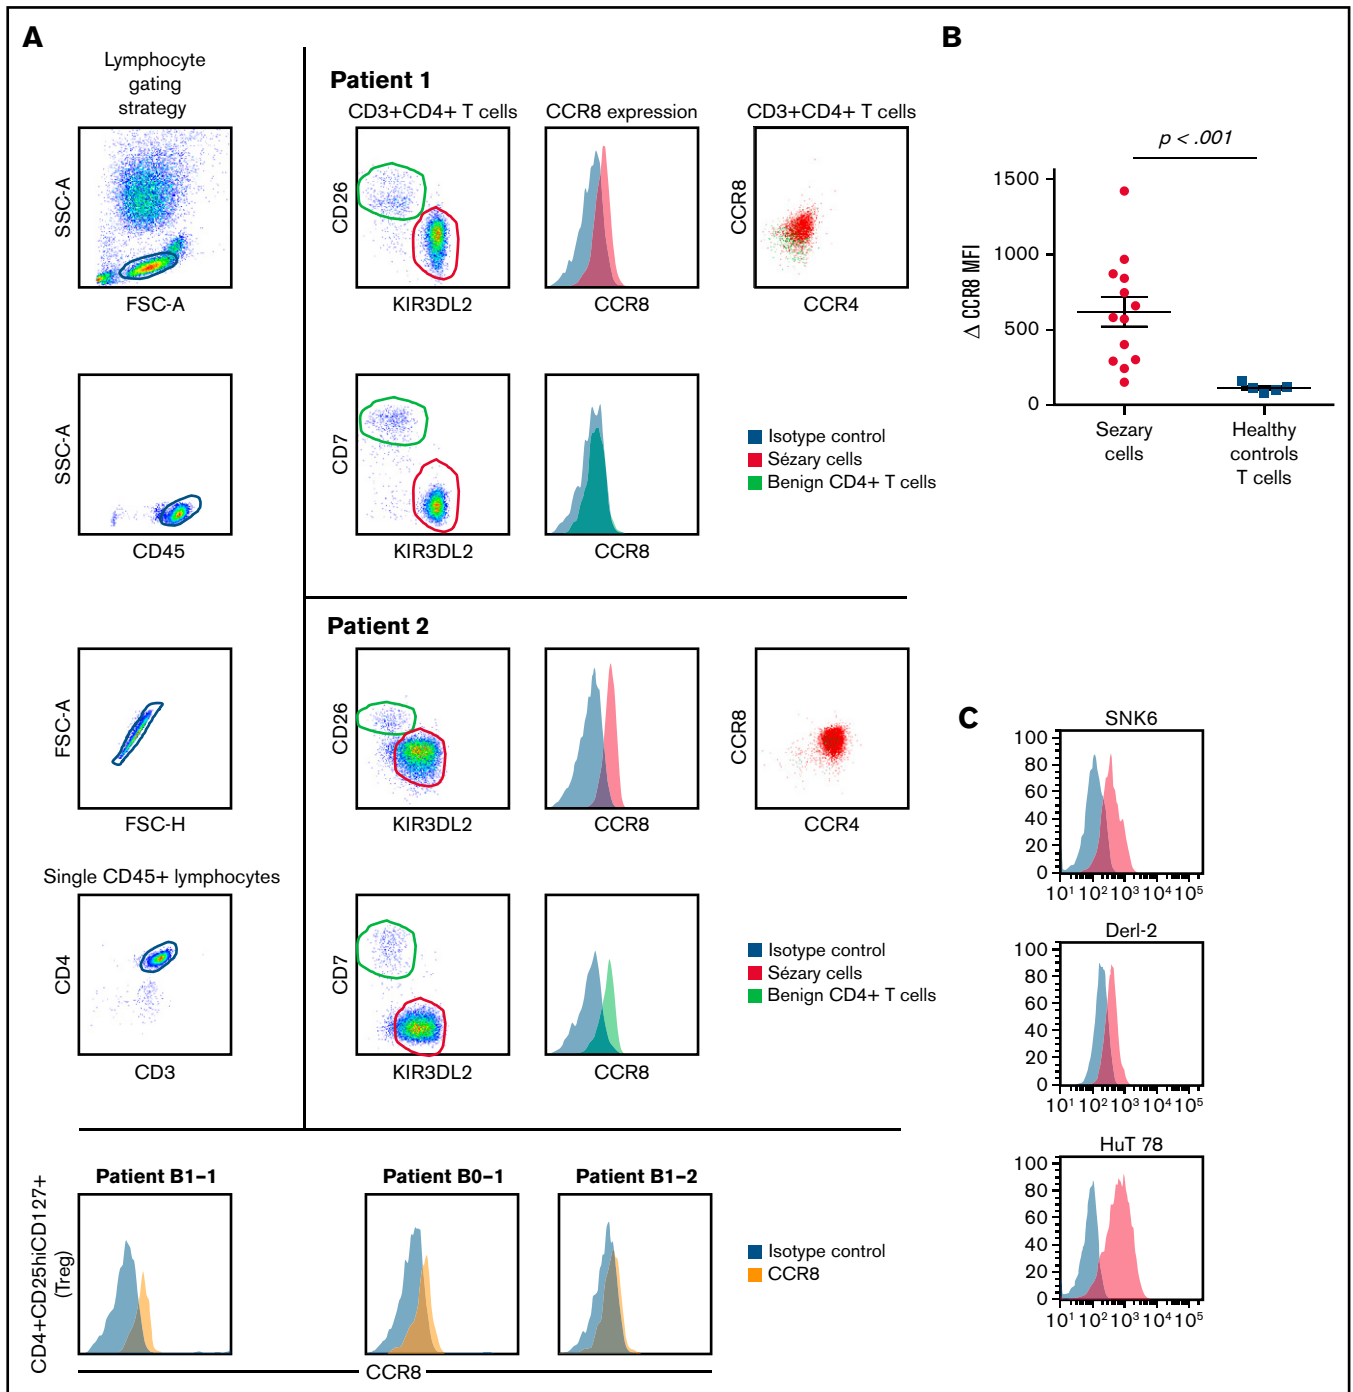 A
Lymphocyte
gating
strategy
SSC-A
FSC-A
SSC-A
CD45
FSC-A
FSC-H
Single CD45+ lymphocytes
CD4
CD3
Patient 1
CD3+CD4+ T cells
CCR8 expression
CD3+CD4+ T cells
CD26
KIR3DL2
CCR8
CCR8
CCR4
CD7
KIR3DL2
CCR8
Isotype control
Sézary cells
Benign CD4+ T cells
Patient 2
CD26
KIR3DL2
CCR8
CCR8
CCR4
CD7
KIR3DL2
CCR8
Isotype control
Sézary cells
Benign CD4+ T cells
Patient B1–1
Patient B0–1
Patient B1–2
CD4+CD25hiCD127+
(Treg)
CCR8
Isotype control
CCR8
B
p < .001
Δ CCR8 MFI
1500
1000
500
0
Sezary
cells
Healthy
controls
T cells
C
SNK6
100
80
60
40
20
0
10¹ 10² 10³ 10⁴ 10⁵
Derl-2
100
80
60
40
20
0
10¹ 10² 10³ 10⁴ 10⁵
HuT 78
100
80
60
40
20
0
10¹ 10² 10³ 10⁴ 10⁵